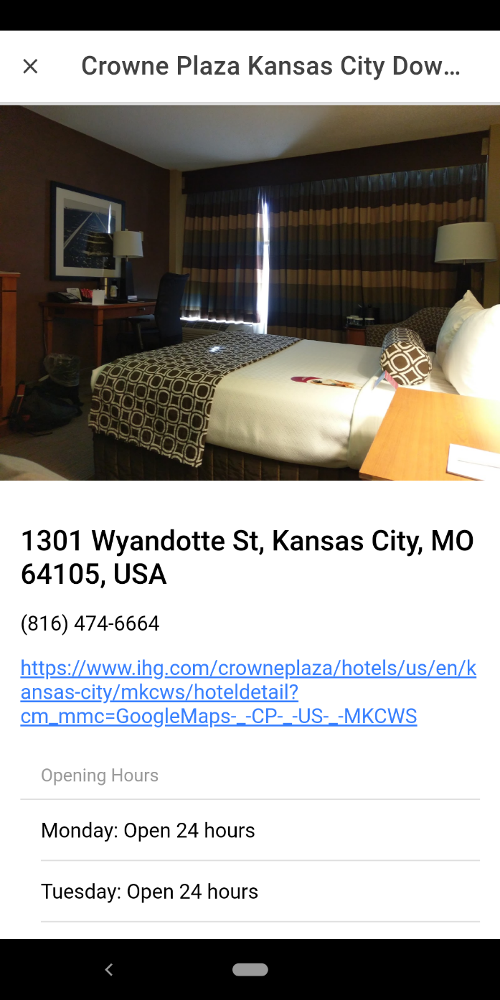 Crowne Plaza Kansas City Dow...
1301 Wyandotte St, Kansas City, MO
64105, USA
(816) 474-6664
https://www.ihg.com/crowneplaza/hotels/us/en/k
ansas-city/mkcws/hoteldetail?
cm_mmc=GoogleMaps-_-CP-_-US-_-MKCWS
Opening Hours
Monday: Open 24 hours
Tuesday: Open 24 hours